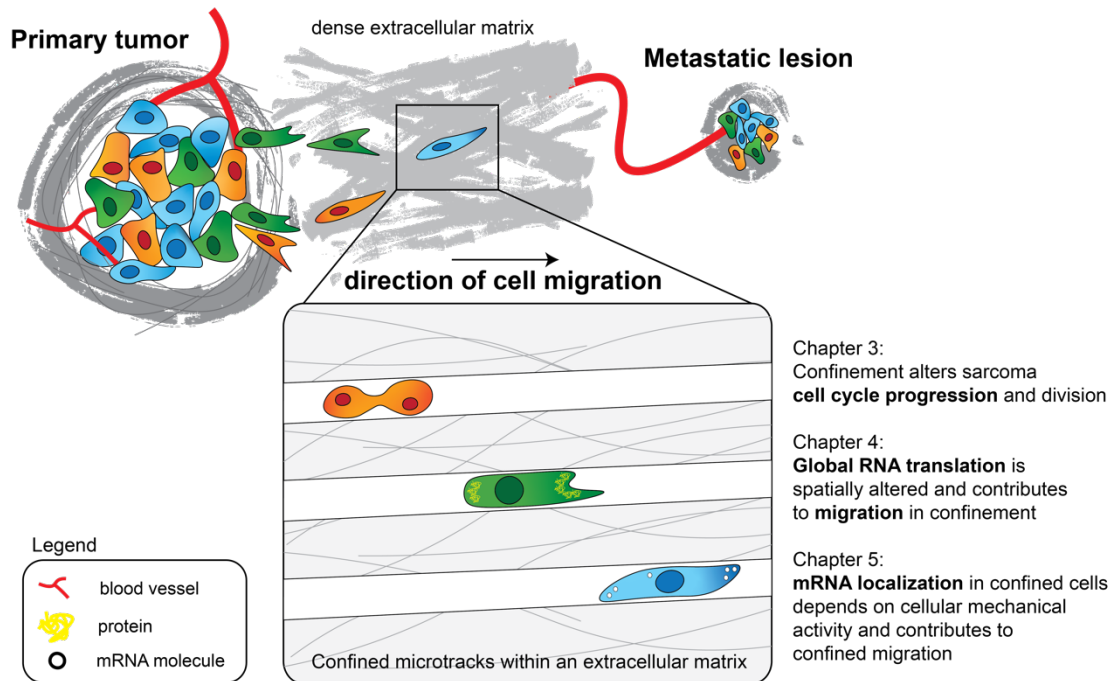 Primary tumor
dense extracellular matrix
Metastatic lesion
direction of cell migration
Chapter 3:
Confinement alters sarcoma
cell cycle progression and division
Chapter 4:
Global RNA translation is
spatially altered and contributes
to migration in confinement
Chapter 5:
mRNA localization in confined cells
depends on cellular mechanical
activity and contributes to
confined migration
Legend
blood vessel
protein
mRNA molecule
Confined microtracks within an extracellular matrix